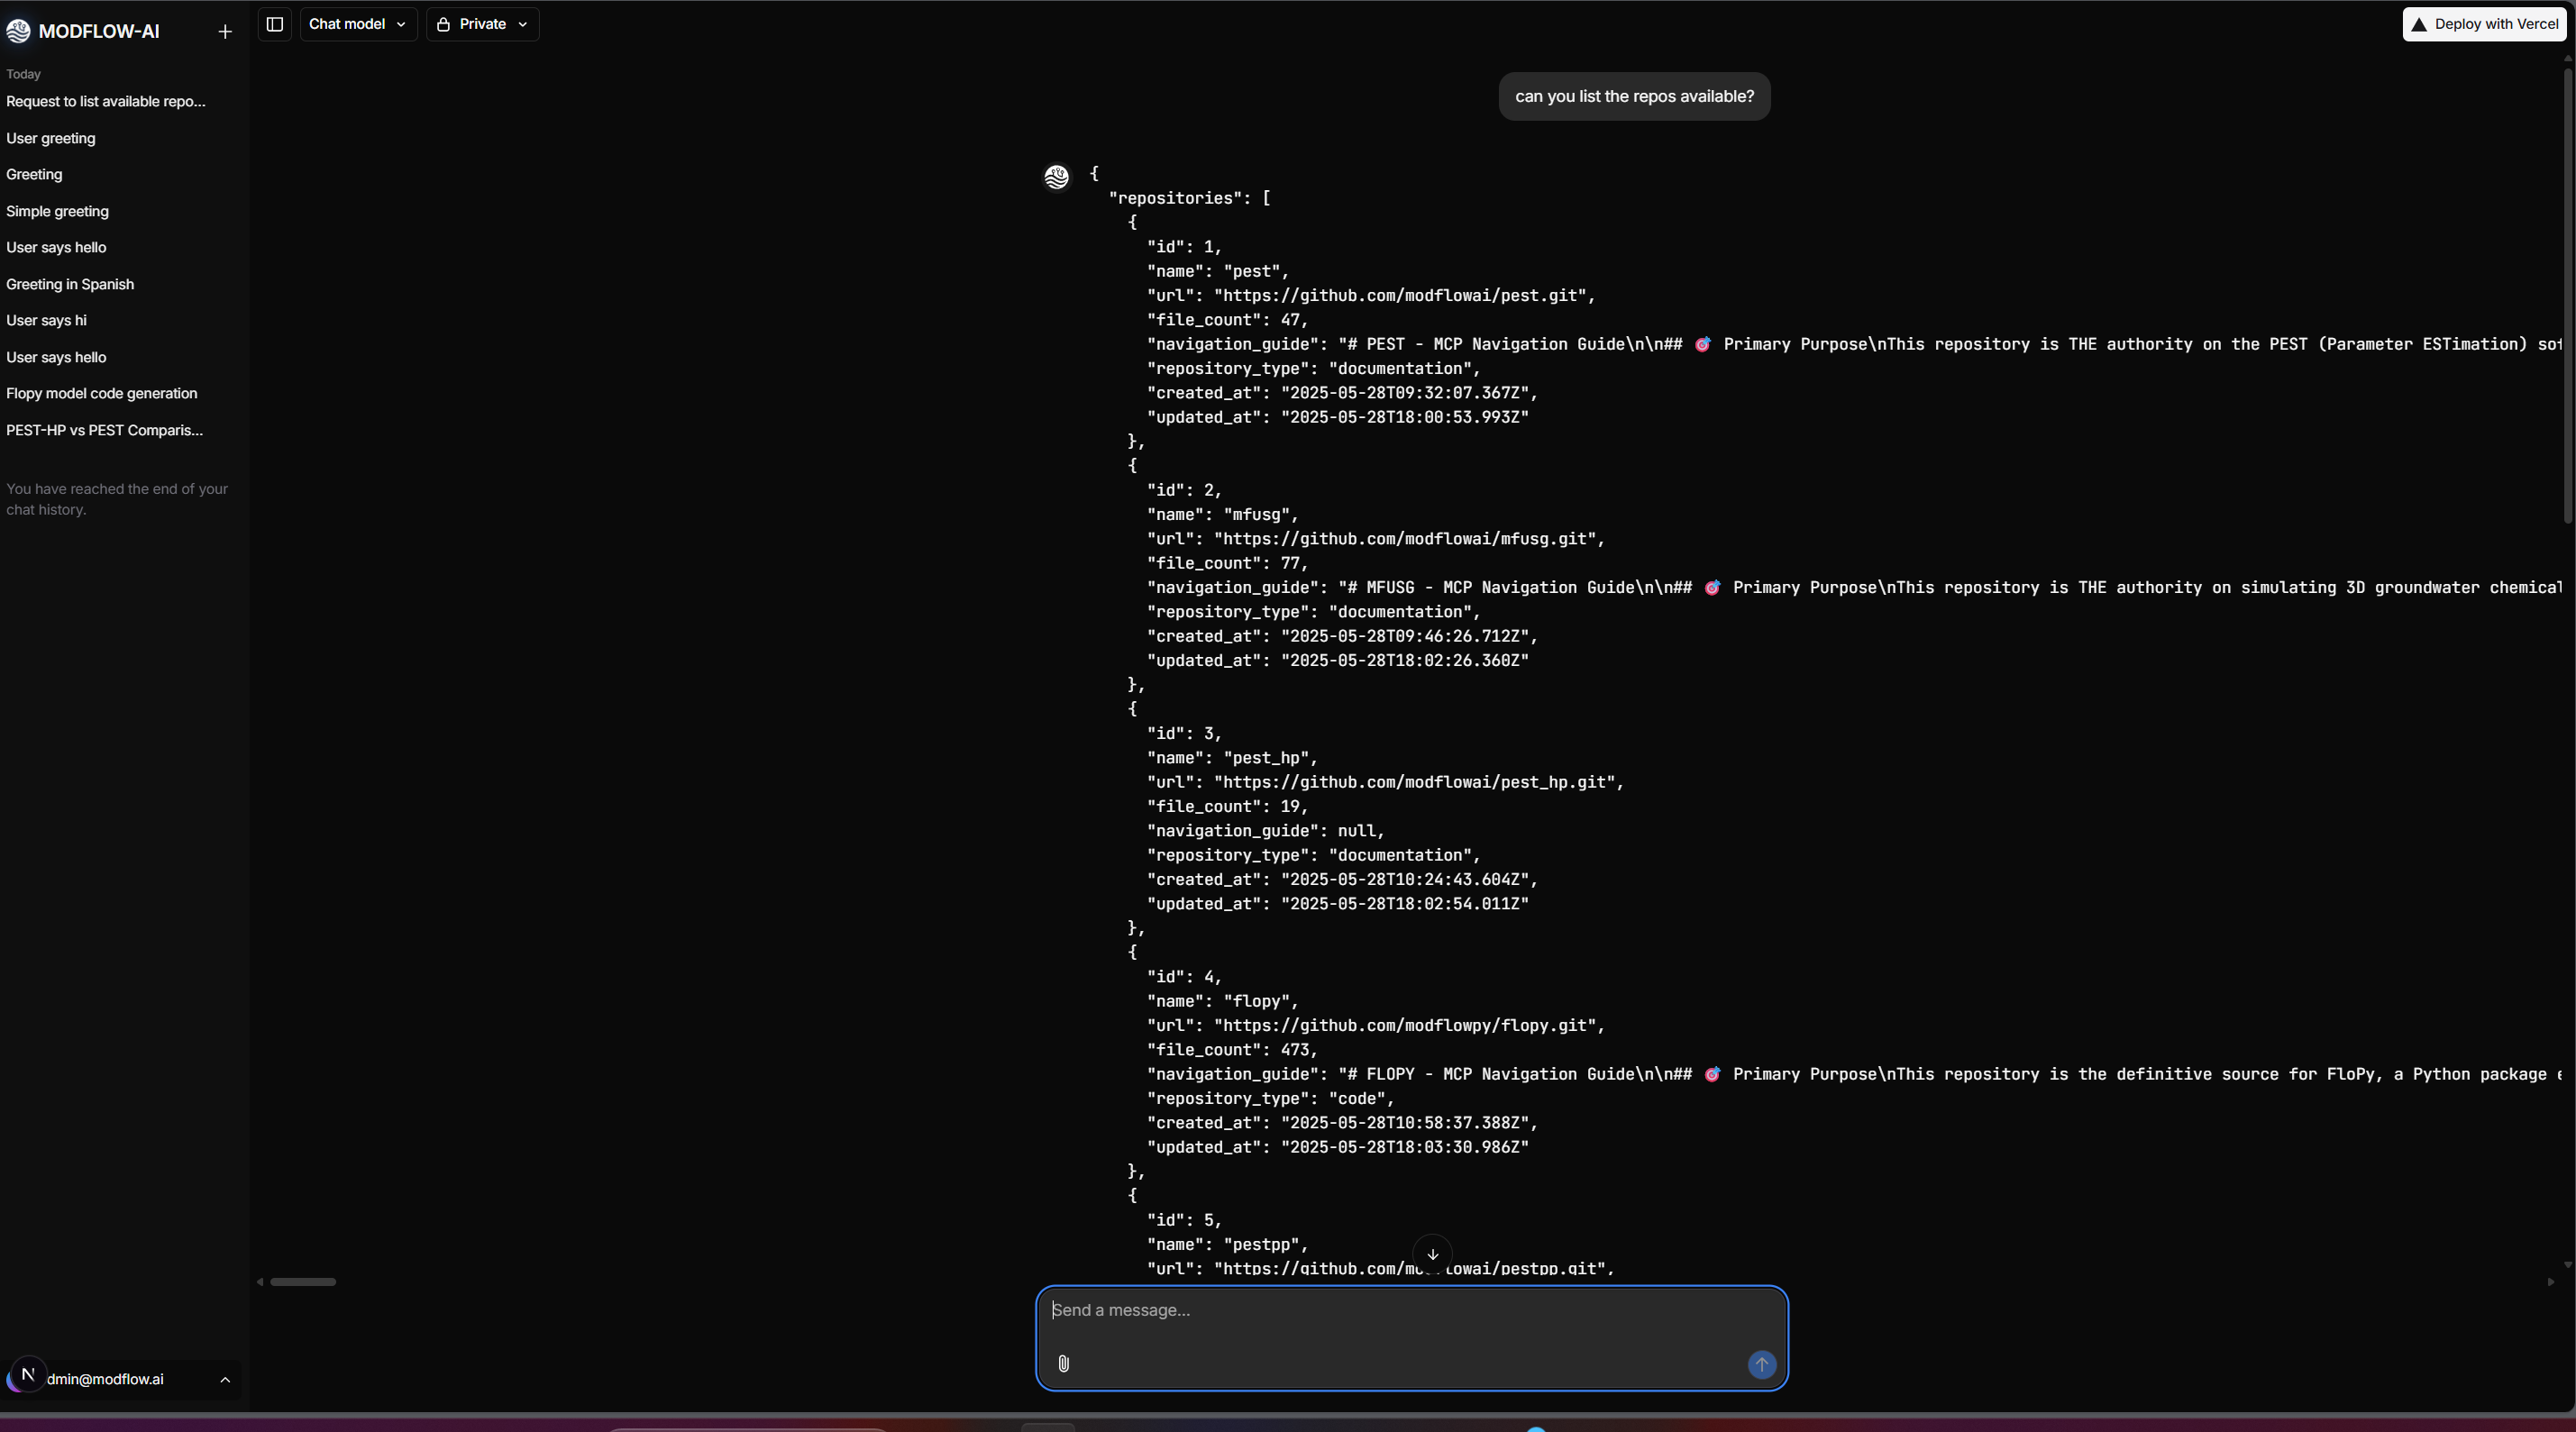 MODFLOW-AI
Today
Request to list available repo...
User greeting
Greeting
Simple greeting
User says hello
Greeting in Spanish
User says hi
User says hello
Flopy model code generation
PEST-HP vs PEST Comparis...
You have reached the end of your
chat history.
N
dmin@modflow.ai
Chat model
Private
Deploy with Vercel
can you list the repos available?
{
"repositories": [
{
"id": 1,
"name": "pest",
"url": "https://github.com/modflowai/pest.git",
"file_count": 47,
"navigation_guide": "# PEST - MCP Navigation Guide\n\n## 🎯 Primary Purpose\nThis repository is THE authority on the PEST (Parameter ESTimation) sof
"repository_type": "documentation",
"created_at": "2025-05-28T09:32:07.367Z",
"updated_at": "2025-05-28T18:00:53.993Z"
},
{
"id": 2,
"name": "mfusg",
"url": "https://github.com/modflowai/mfusg.git",
"file_count": 77,
"navigation_guide": "# MFUSG - MCP Navigation Guide\n\n## 🎯 Primary Purpose\nThis repository is THE authority on simulating 3D groundwater chemical
"repository_type": "documentation",
"created_at": "2025-05-28T09:46:26.712Z",
"updated_at": "2025-05-28T18:02:26.360Z"
},
{
"id": 3,
"name": "pest_hp",
"url": "https://github.com/modflowai/pest_hp.git",
"file_count": 19,
"navigation_guide": null,
"repository_type": "documentation",
"created_at": "2025-05-28T10:24:43.604Z",
"updated_at": "2025-05-28T18:02:54.011Z"
},
{
"id": 4,
"name": "flopy",
"url": "https://github.com/modflowpy/flopy.git",
"file_count": 473,
"navigation_guide": "# FLOPY - MCP Navigation Guide\n\n## 🎯 Primary Purpose\nThis repository is the definitive source for FloPy, a Python package
"repository_type": "code",
"created_at": "2025-05-28T10:58:37.388Z",
"updated_at": "2025-05-28T18:03:30.986Z"
},
{
"id": 5,
"name": "pestpp",
"url": "https://github.com/mo lowai/pestpp.git",
Send a message...